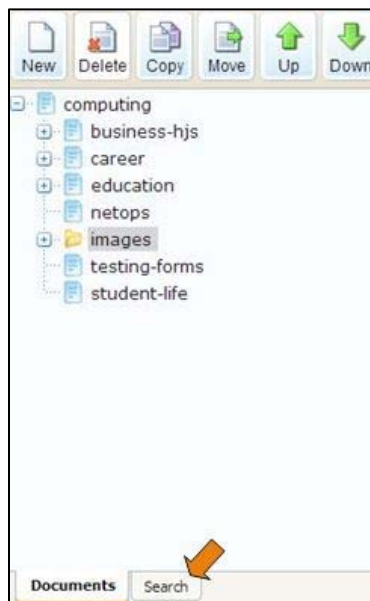 New Delete Copy Move Up Down
computing
business-hjs
career
education
netops
images
testing-forms
student-life
Documents Search